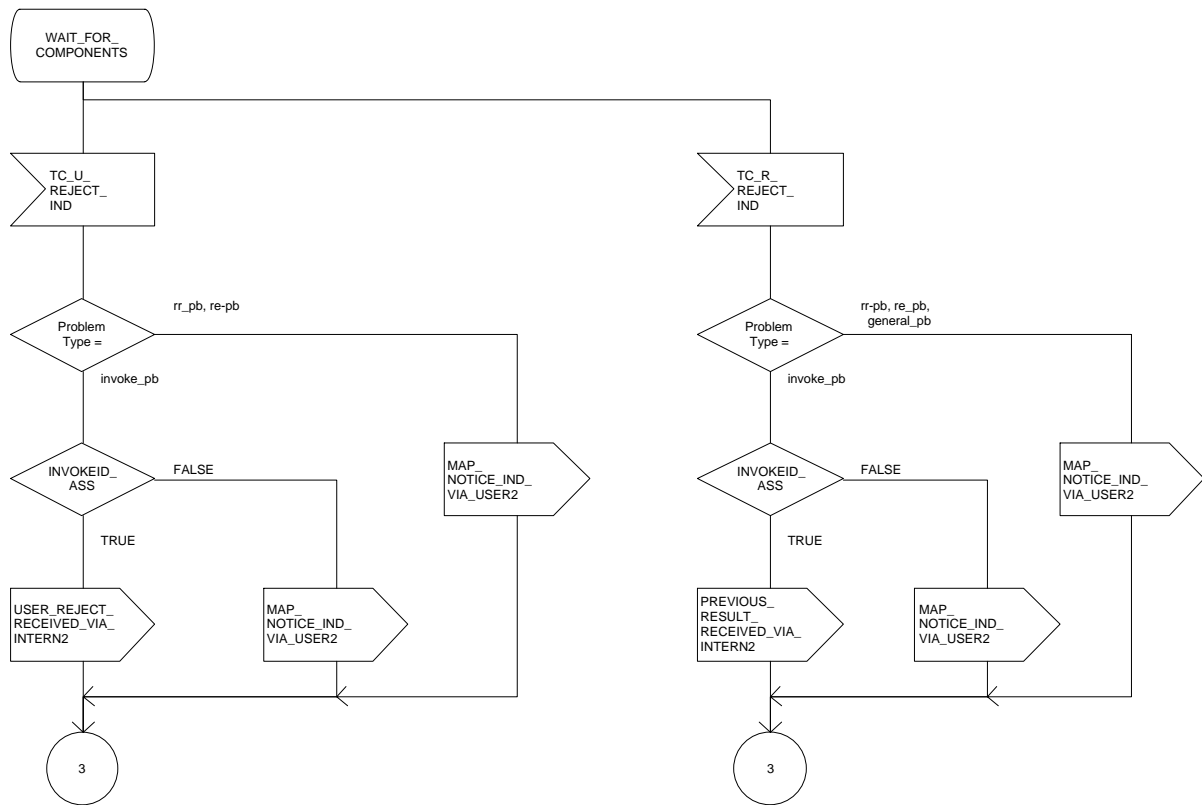 WAIT_FOR_
COMPONENTS
TC_U_
REJECT_
IND
TC_R_
REJECT_
IND
rr_pb, re-pb
rr-pb, re_pb,
general_pb
Problem
Type =
Problem
Type =
invoke_pb
invoke_pb
INVOKEID_
ASS
FALSE
MAP_
NOTICE_IND_
VIA_USER2
INVOKEID_
ASS
FALSE
MAP_
NOTICE_IND_
VIA_USER2
TRUE
TRUE
USER_REJECT_
RECEIVED_VIA_
INTERN2
MAP_
NOTICE_IND_
VIA_USER2
PREVIOUS_
RESULT_
RECEIVED_VIA_
INTERN2
MAP_
NOTICE_IND_
VIA_USER2
3
3